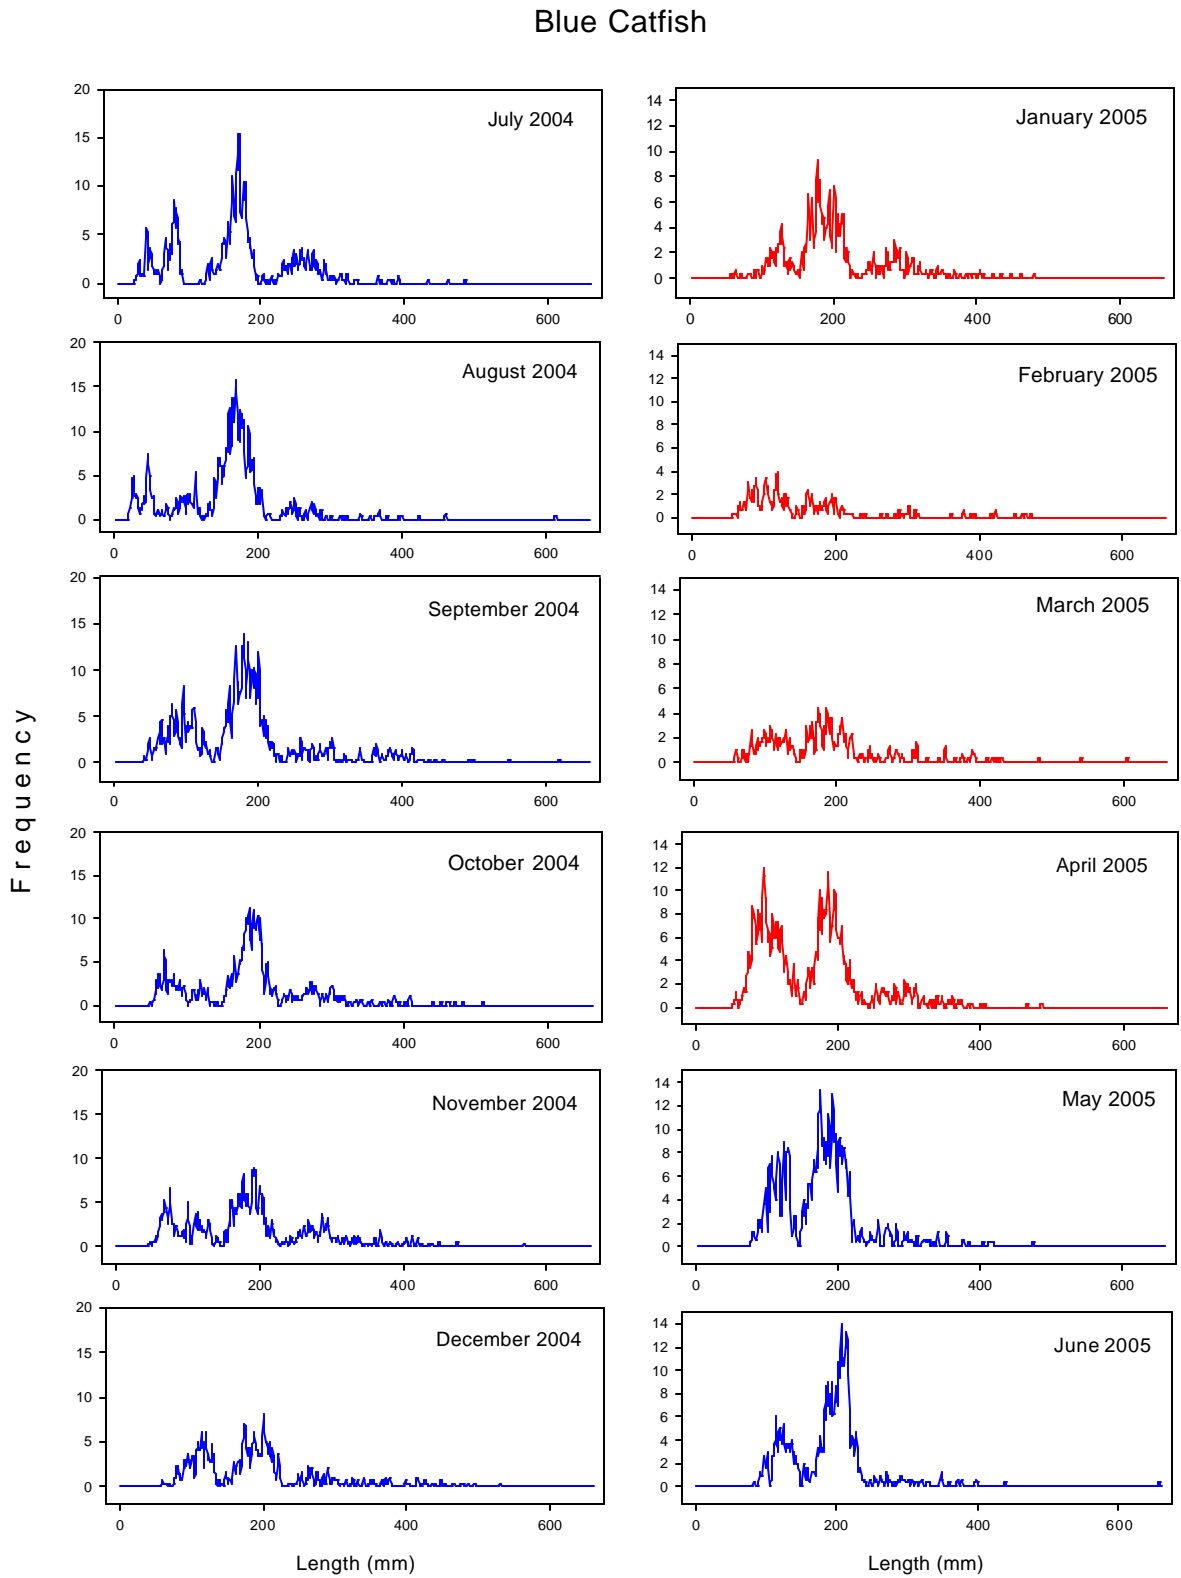 Blue Catfish
Frequency
July 2004
20
15
10
5
0
0 200 400 600
January 2005
14
12
10
8
6
4
2
0
0 200 400 600
August 2004
20
15
10
5
0
0 200 400 600
February 2005
14
12
10
8
6
4
2
0
0 200 400 600
September 2004
20
15
10
5
0
0 200 400 600
March 2005
14
12
10
8
6
4
2
0
0 200 400 600
October 2004
20
15
10
5
0
0 200 400 600
April 2005
14
12
10
8
6
4
2
0
0 200 400 600
November 2004
20
15
10
5
0
0 200 400 600
May 2005
14
12
10
8
6
4
2
0
0 200 400 600
December 2004
20
15
10
5
0
0 200 400 600
June 2005
14
12
10
8
6
4
2
0
0 200 400 600
Length (mm)
Length (mm)